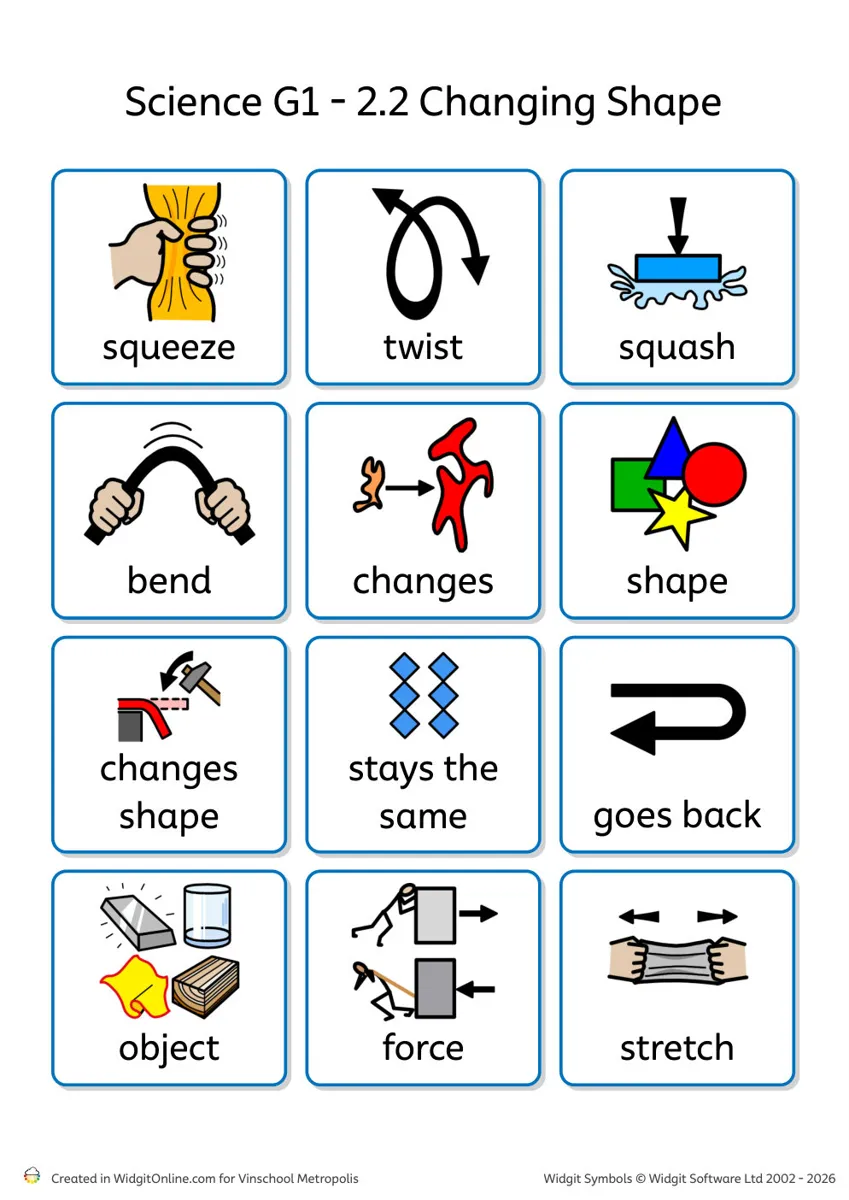 Science G1 - 2.2 Changing Shape
squeeze
twist
squash
bend
changes
shape
changes
shape
stays the
same
goes back
object
force
stretch
Created in WidgitOnline.com for Vinschool Metropolis
Widgit Symbols © Widgit Software Ltd 2002 - 2026